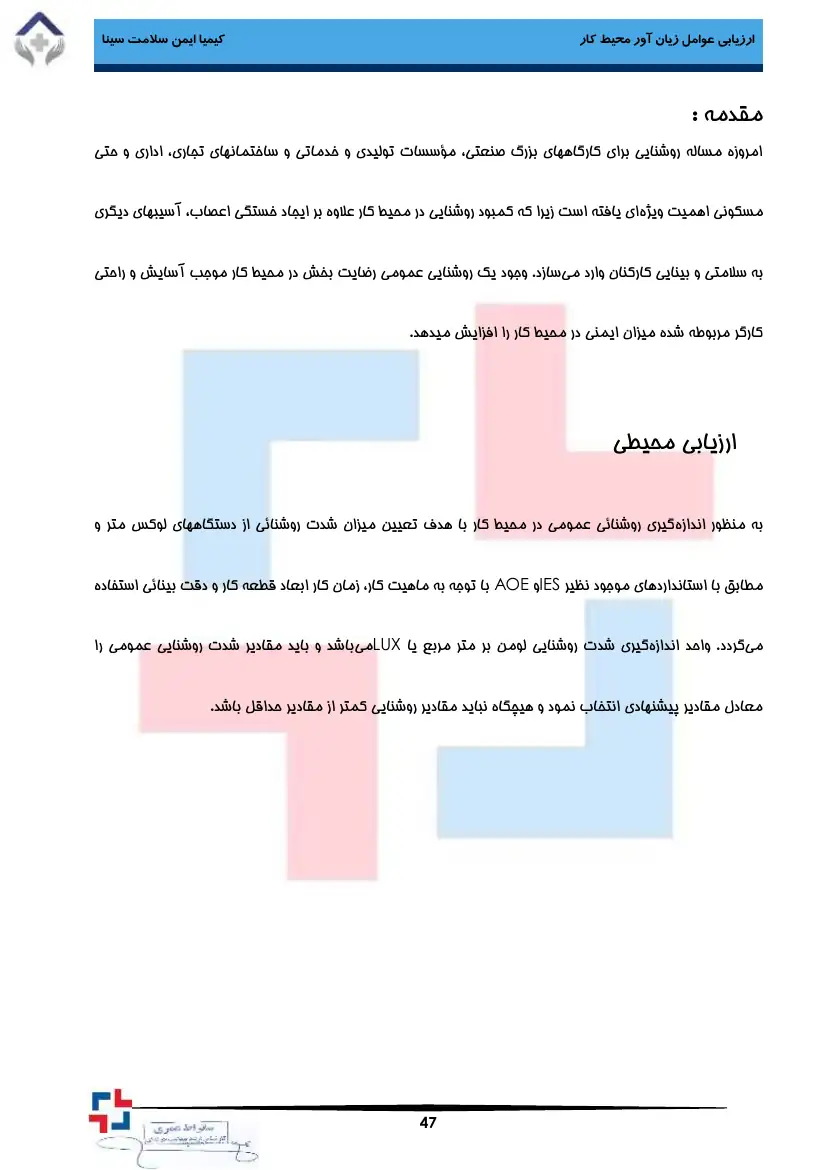 ارزیابی عوامل زیان آور محیط کار
کیمیا ایمن سلامت سینا
مقدمه :
امروزه مساله روشنایی برای کارگاههای بزرگ صنعتی، مؤسسات تولیدی و خدماتی و ساختمانهای تجاری، اداری و حتی
مسکونی اهمیت ویژه‌ای یافته است زیرا که کمبود روشنایی در محیط کار علاوه بر ایجاد خستگی اعصاب، آسیبهای دیگری
به سلامتی و بینایی کارکنان وارد می‌سازد. وجود یک روشنایی عمومی رضایت بخش در محیط کار موجب آسایش و راحتی
کارگر مربوطه شده میزان ایمنی در محیط کار را افزایش میدهد.
ارزیابی محیطی
به منظور اندازه‌گیری روشنائی عمومی در محیط کار با هدف تعیین میزان شدت روشنائی از دستگاههای لوکس متر و
مطابق با استانداردهای موجود نظیر IESو AOE با توجه به ماهیت کار، زمان کار ابعاد قطعه کار و دقت بینائی استفاده
می‌گردد. واحد اندازه‌گیری شدت روشنایی لومن بر متر مربع یا LUXمی‌باشد و باید مقادیر شدت روشنایی عمومی را
معادل مقادیر پیشنهادی انتخاب نمود و هیچگاه نباید مقادیر روشنایی کمتر از مقادیر حداقل باشد.
47